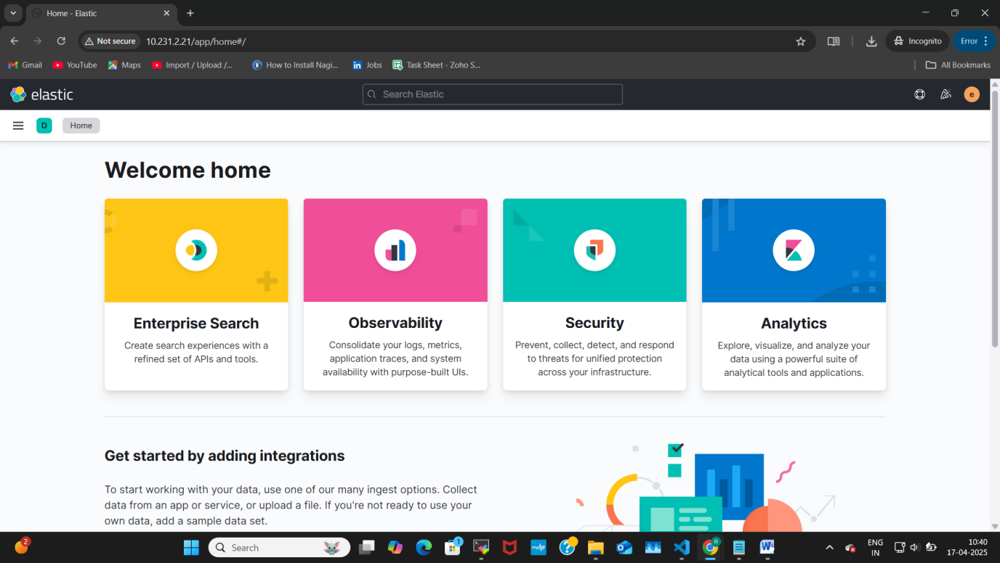 Home - Elastic
Not secure
10.231.2.21/app/home#/
Incognito
Error
Gmail
YouTube
Maps
Import / Upload /...
How to Install Nagi...
Jobs
Task Sheet - Zoho S...
All Bookmarks
elastic
Search Elastic
e
D
Home
Welcome home
Enterprise Search
Create search experiences with a
refined set of APIs and tools.
Observability
Consolidate your logs, metrics,
application traces, and system
availability with purpose-built UIs.
Security
Prevent, collect, detect, and respond
to threats for unified protection
across your infrastructure.
Analytics
Explore, visualize, and analyze your
data using a powerful suite of
analytical tools and applications.
Get started by adding integrations
To start working with your data, use one of our many ingest options. Collect
data from an app or service, or upload a file. If you're not ready to use your
own data, add a sample data set.
2
Search
1
myhp
ENG
IN
10:40
17-04-2025